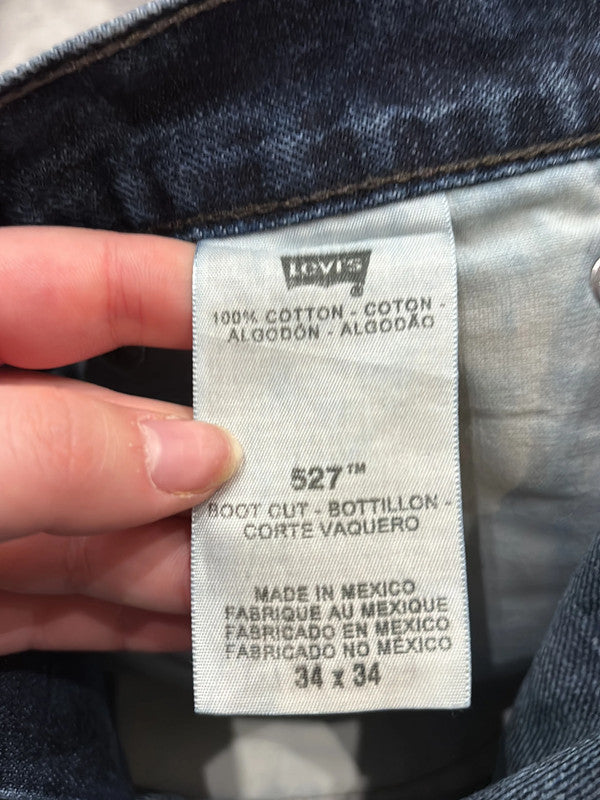 LEVI'S
®
100% COTTON - COTON -
ALGODÓN - ALGODÃO
527™
BOOT CUT - BOTTILLON -
CORTE VAQUERO
MADE IN MEXICO
FABRIQUE AU MEXIQUE
FABRICADO EN MEXICO
FABRICADO NO MÉXICO
34 x 34